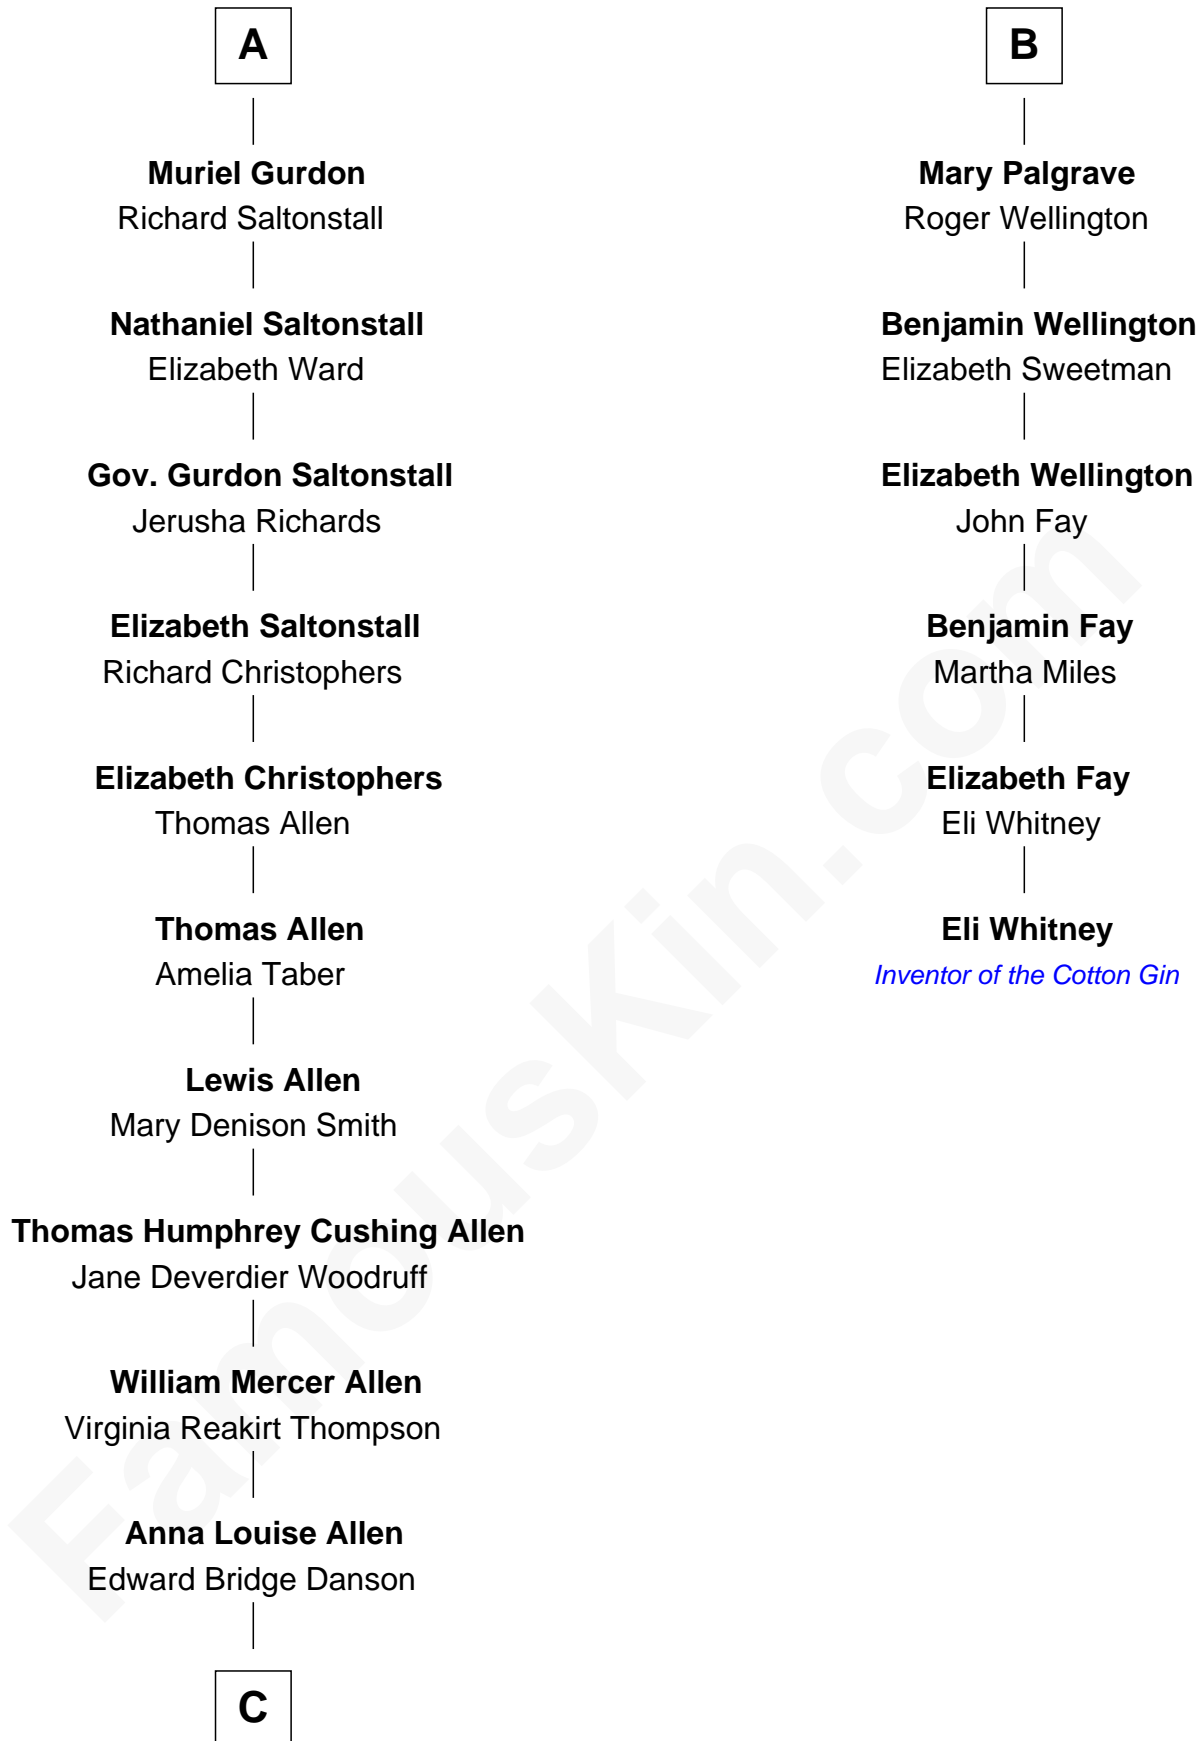 A
Muriel Gurdon
Richard Saltonstall
Nathaniel Saltonstall
Elizabeth Ward
Gov. Gurdon Saltonstall
Jerusha Richards
Elizabeth Saltonstall
Richard Christophers
Elizabeth Christophers
Thomas Allen
Thomas Allen
Amelia Taber
Lewis Allen
Mary Denison Smith
Thomas Humphrey Cushing Allen
Jane Deverdier Woodruff
William Mercer Allen
Virginia Reakirt Thompson
Anna Louise Allen
Edward Bridge Danson
C
B
Mary Palgrave
Roger Wellington
Benjamin Wellington
Elizabeth Sweetman
Elizabeth Wellington
John Fay
Benjamin Fay
Martha Miles
Elizabeth Fay
Eli Whitney
Eli Whitney
Inventor of the Cotton Gin
FamousKin.com